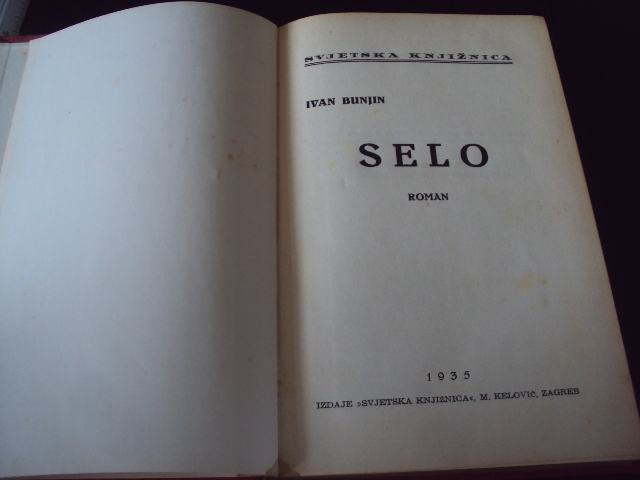 SVJETSKA KNJIŽNICA
IVAN BUNJIN
SELO
ROMAN
1935
IZDAJE »SVJETSKA KNJIŽNICA«, M. KELOVIĆ, ZAGREB